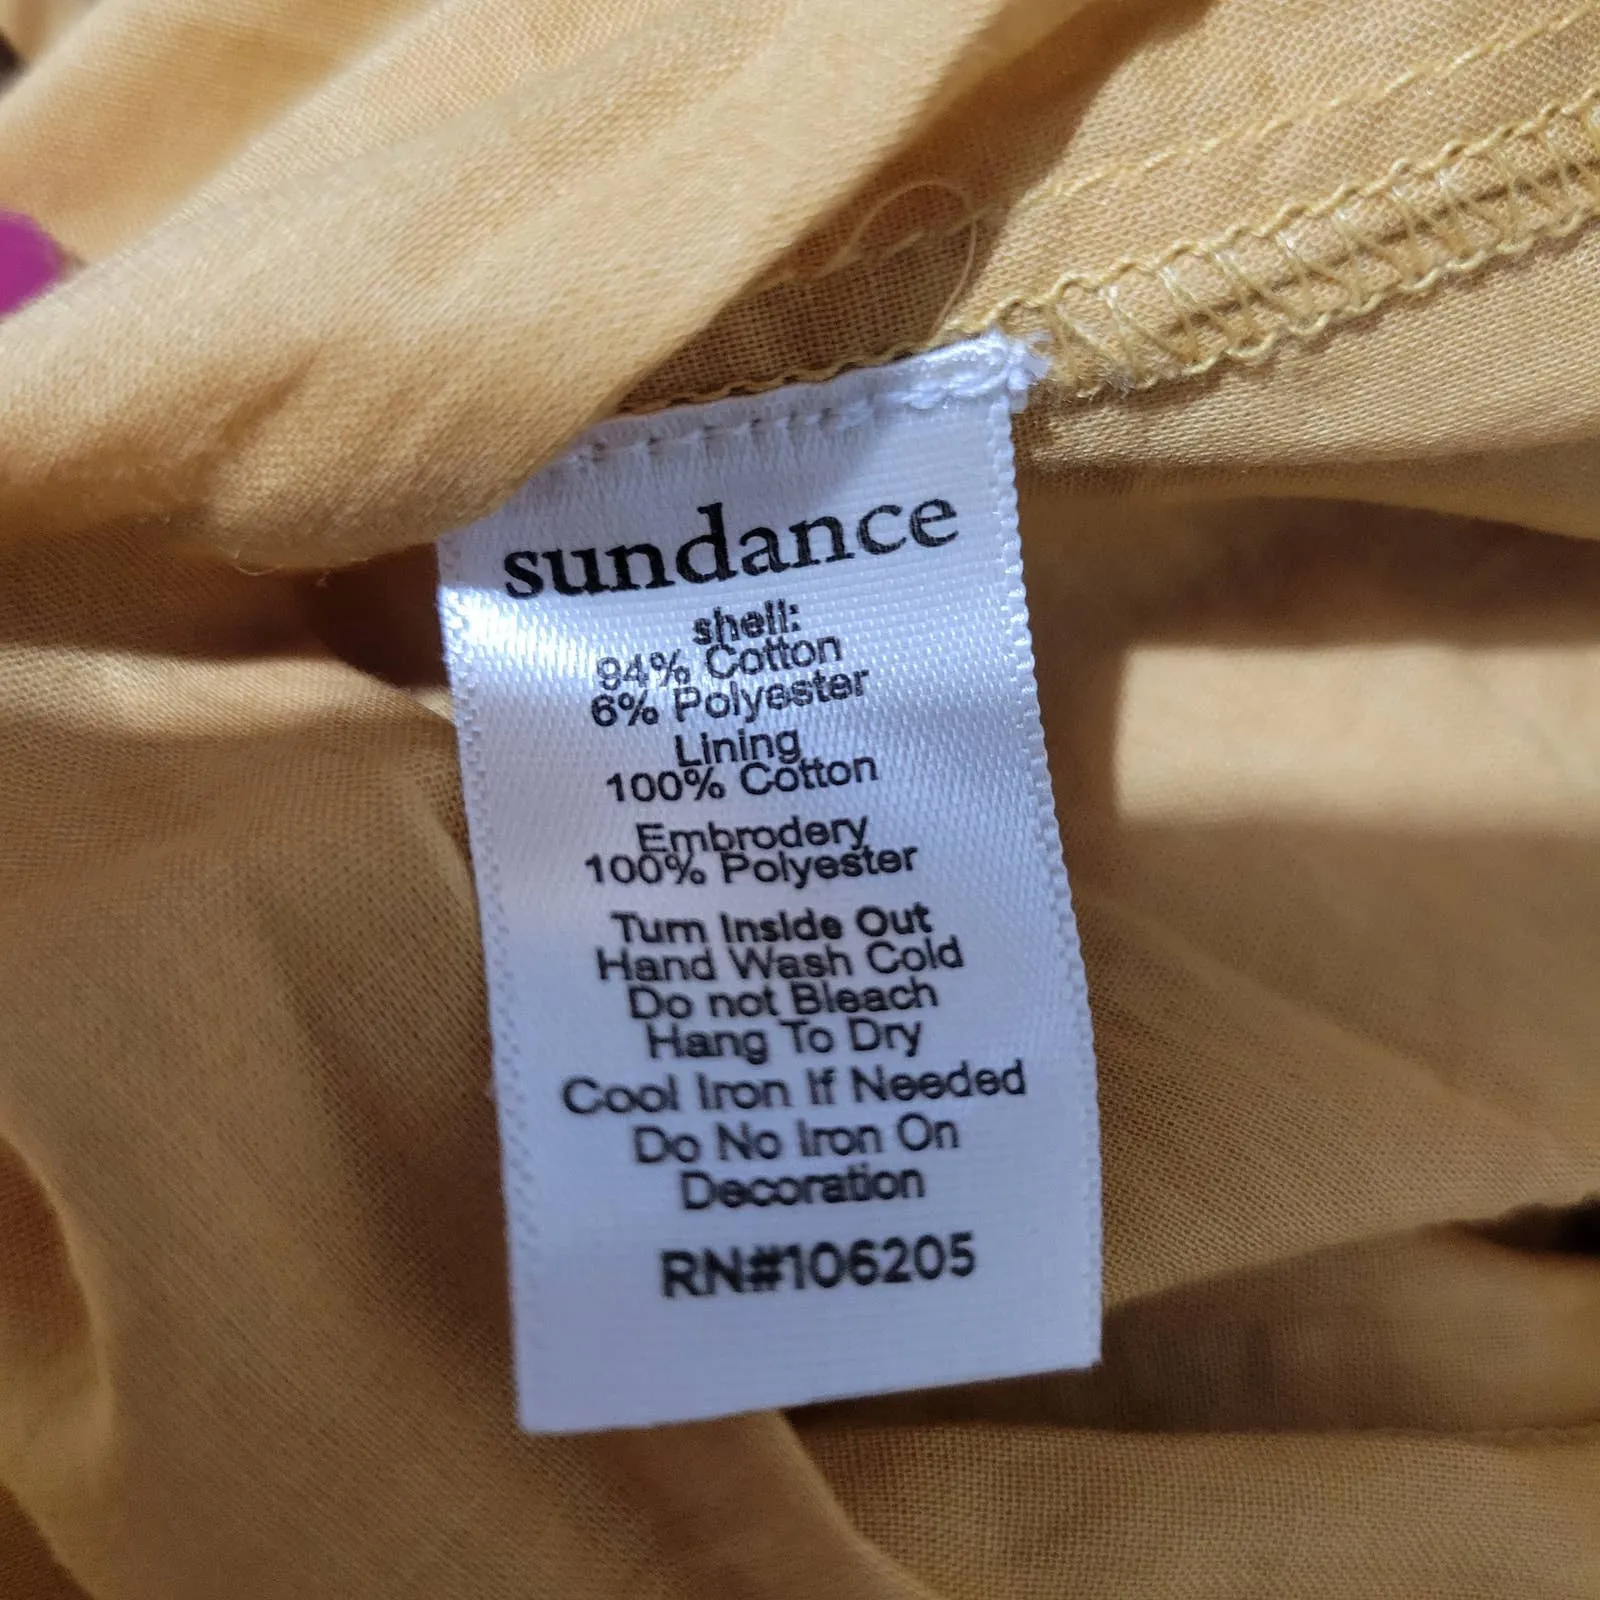 sundance
shell:
94% Cotton
6% Polyester
Lining
100% Cotton
Embrodery
100% Polyester
Turn Inside Out
Hand Wash Cold
Do not Bleach
Hang To Dry
Cool Iron If Needed
Do No Iron On
Decoration
RN#106205